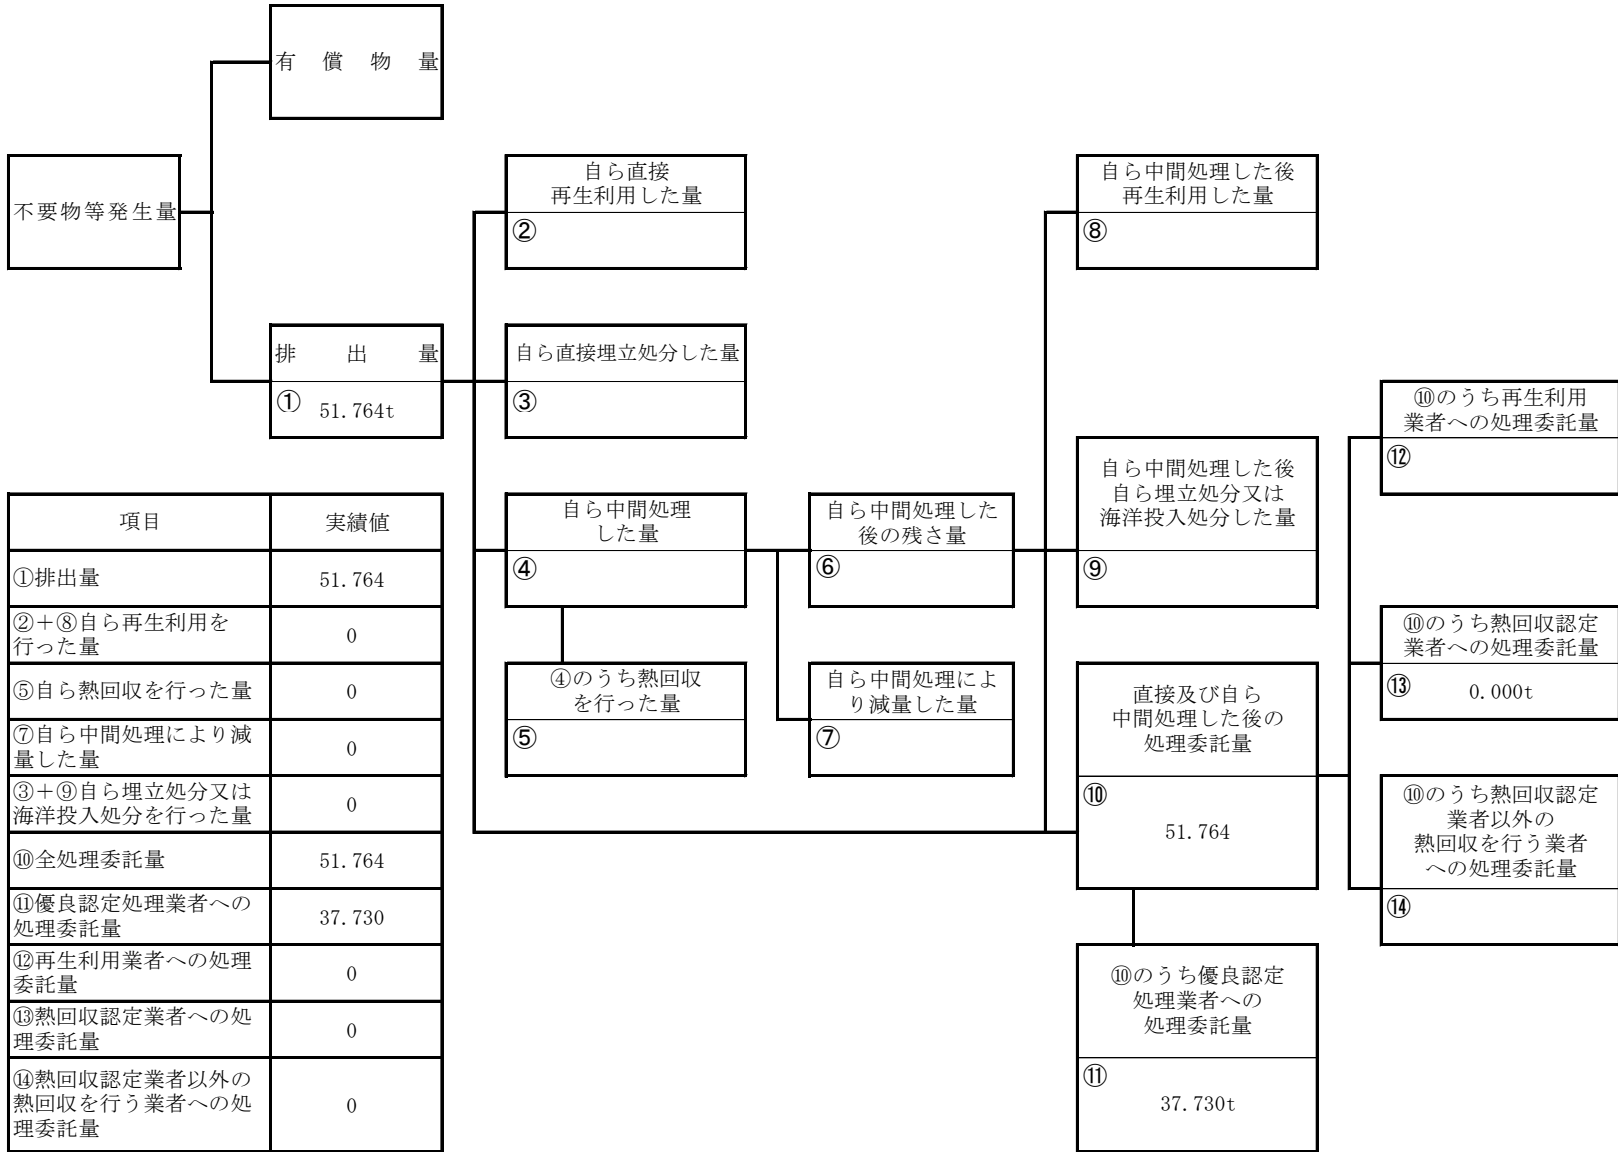 有償物量
不要物等発生量
排出量
①
51.764t
自ら直接
再生利用した量
②
自ら直接埋立処分した量
③
自ら中間処理
した量
④
④のうち熱回収
を行った量
⑤
自ら中間処理した
後の残さ量
⑥
自ら中間処理によ
り減量した量
⑦
自ら中間処理した後
再生利用した量
⑧
自ら中間処理した後
自ら埋立処分又は
海洋投入処分した量
⑨
直接及び自ら
中間処理した後の
処理委託量
⑩
51.764
⑩のうち優良認定
処理業者への
処理委託量
⑪
37.730t
⑩のうち再生利用
業者への処理委託量
⑫
⑩のうち熱回収認定
業者への処理委託量
⑬
0.000t
⑩のうち熱回収認定
業者以外の
熱回収を行う業者
への処理委託量
⑭
項目 実績値
①排出量 51.764
②＋⑧自ら再生利用を
行った量 0
⑤自ら熱回収を行った量 0
⑦自ら中間処理により減
量した量 0
③＋⑨自ら埋立処分又は
海洋投入処分を行った量 0
⑩全処理委託量 51.764
⑪優良認定処理業者への
処理委託量 37.730
⑫再生利用業者への処理
委託量 0
⑬熱回収認定業者への処
理委託量 0
⑭熱回収認定業者以外の
熱回収を行う業者への処
理委託量 0